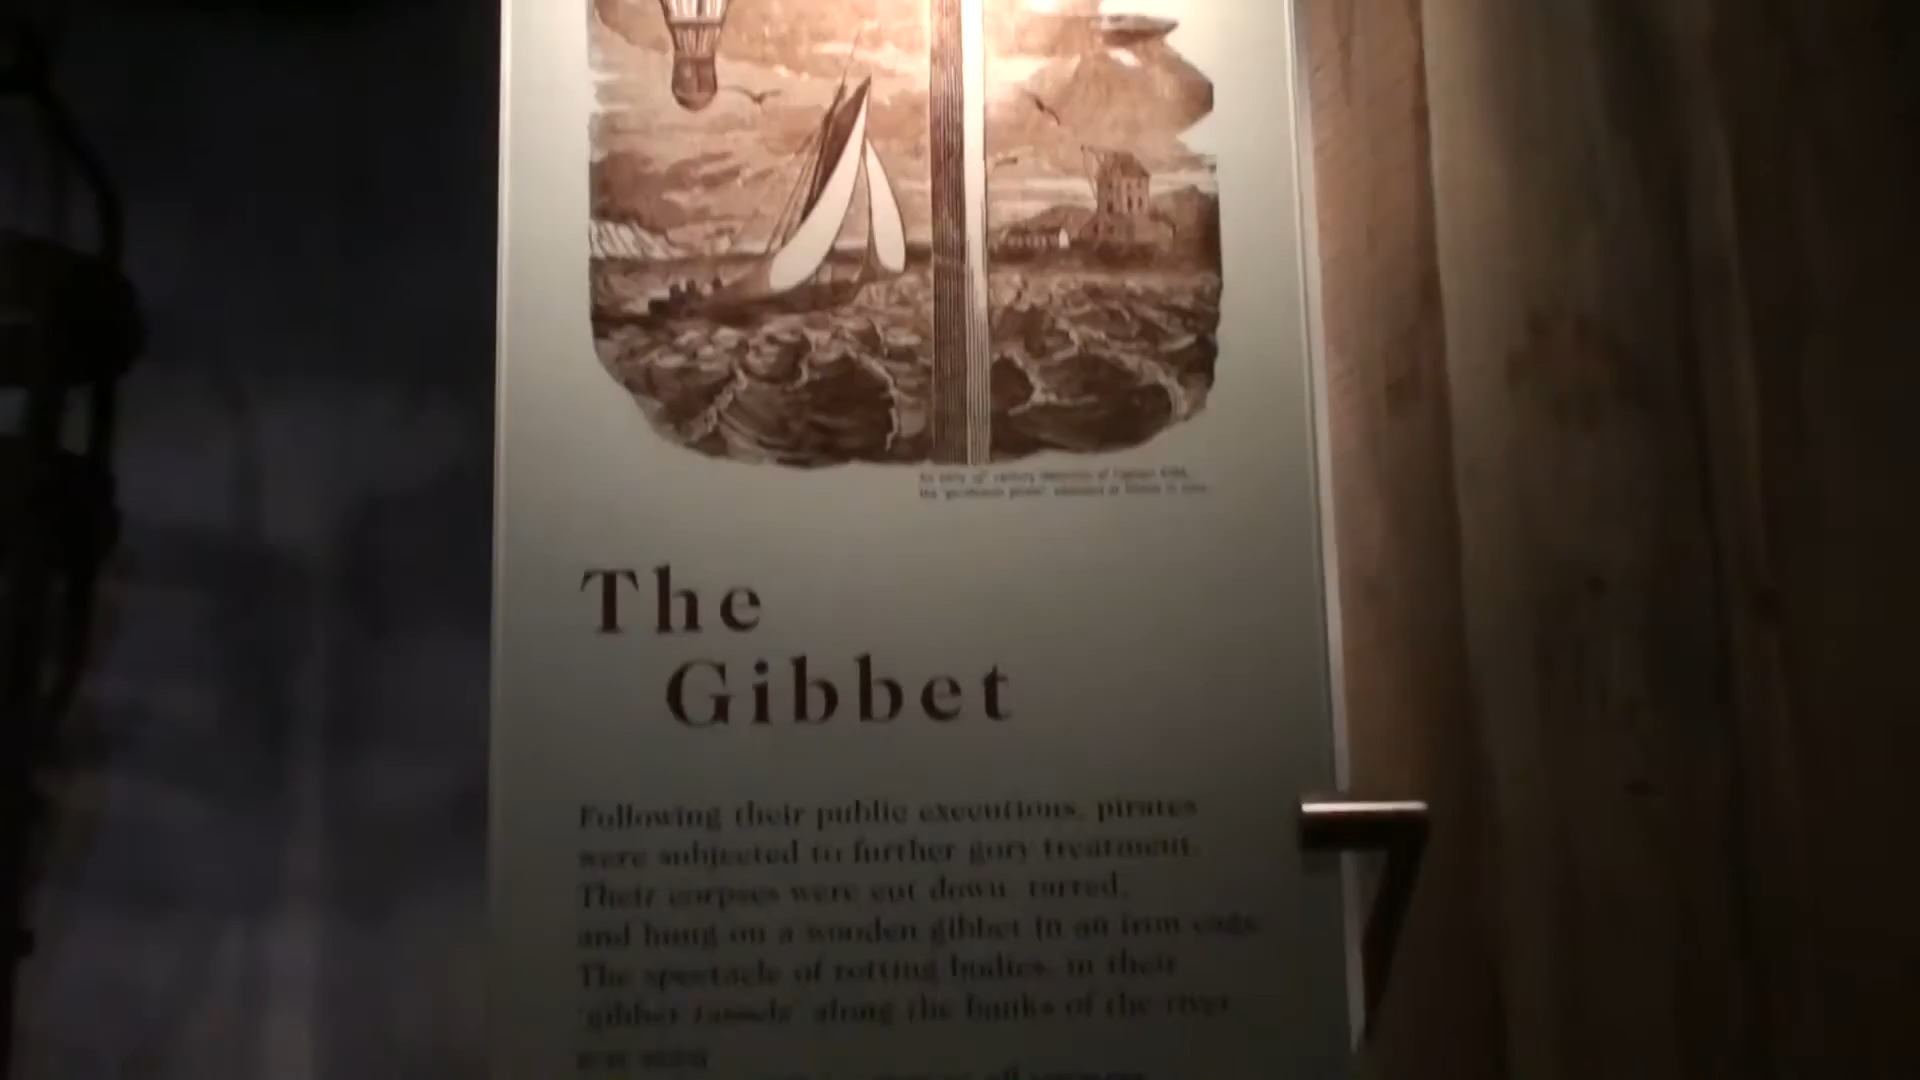 The
Gibbet
Following their public executions, pirates
were subjected to further gory treatment.
Their corpses were cut down, tarred,
and hung on a wooden gibbet in an iron cage.
The spectacle of rotting bodies, in their
'gibbet tassels' along the banks of the river